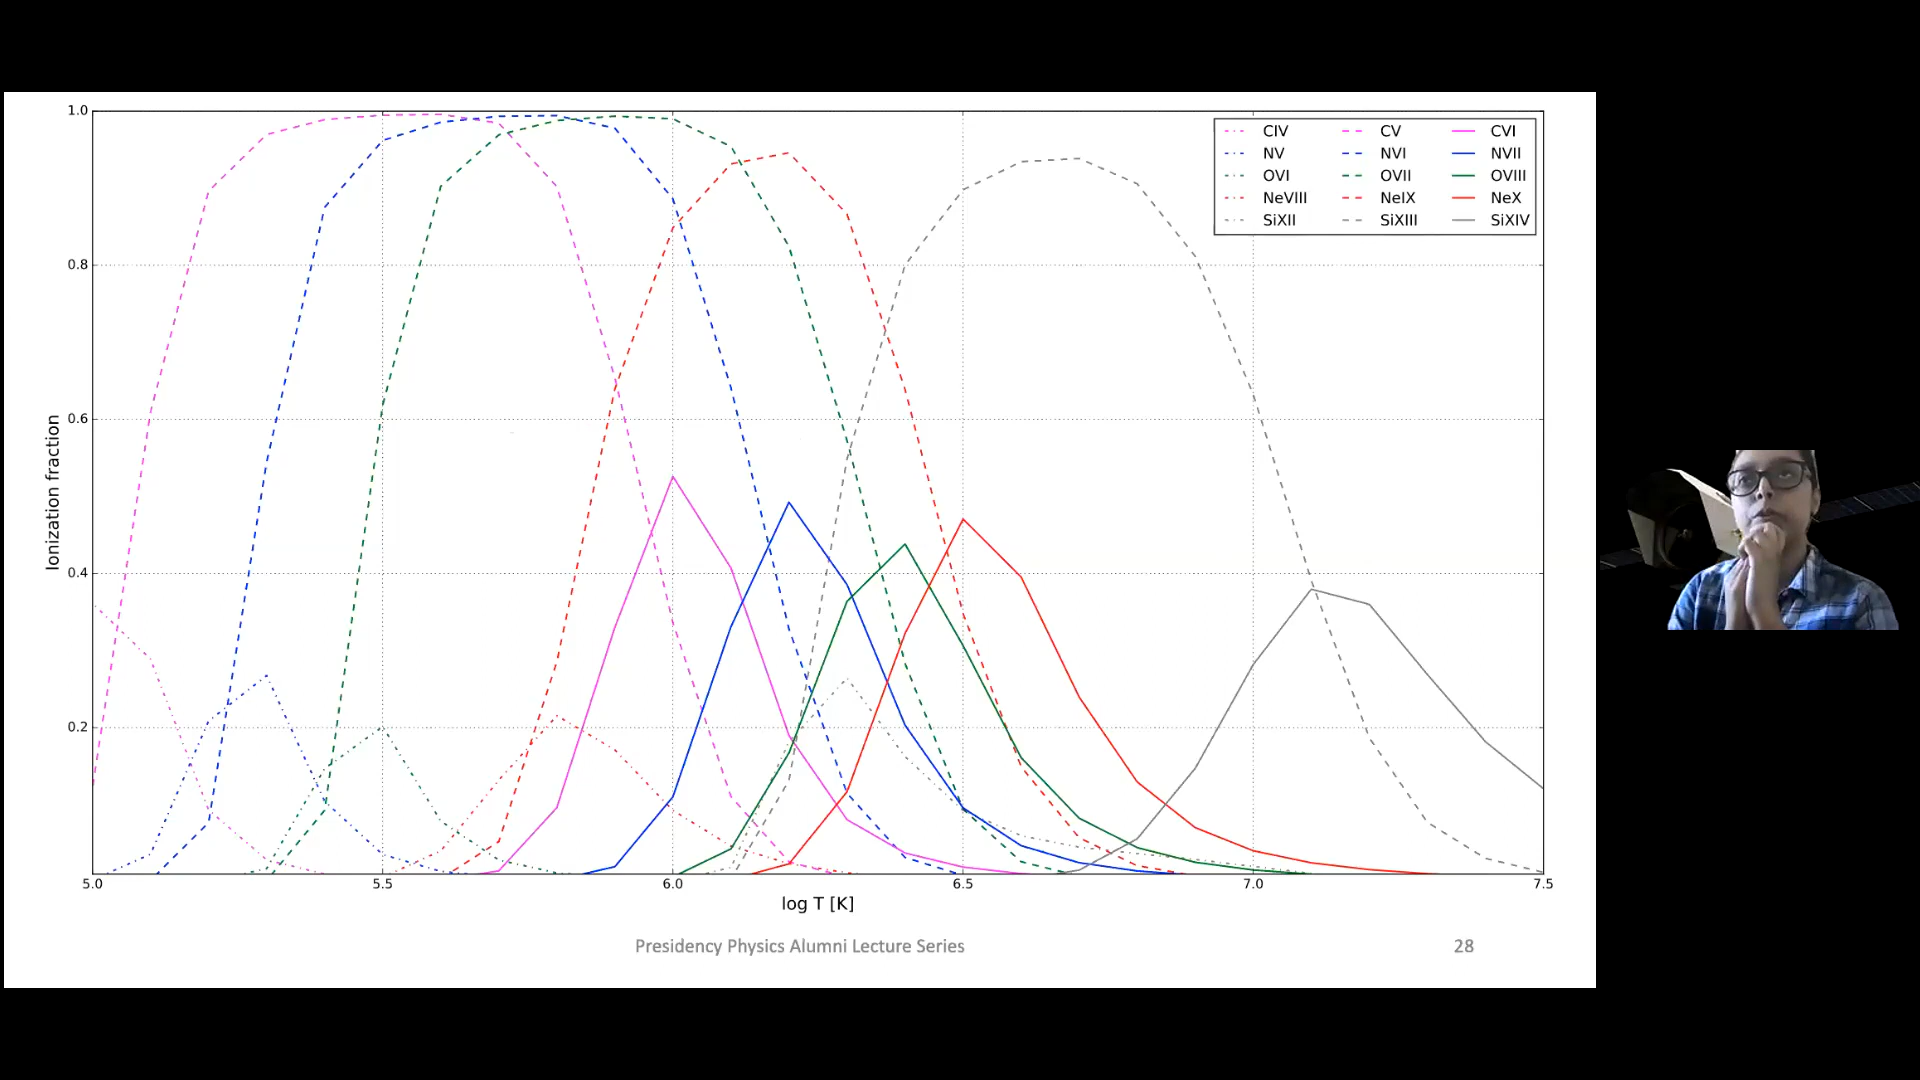 1.0
0.8
0.6
0.4
0.2
Ionization fraction
CIV CV CVI
NV NVI NVII
OVI OVII OVIII
NeVIII NeIX NeX
SiXII SiXIII SiXIV
5.0 5.5 6.0 6.5 7.0 7.5
log T [K]
Presidency Physics Alumni Lecture Series 28